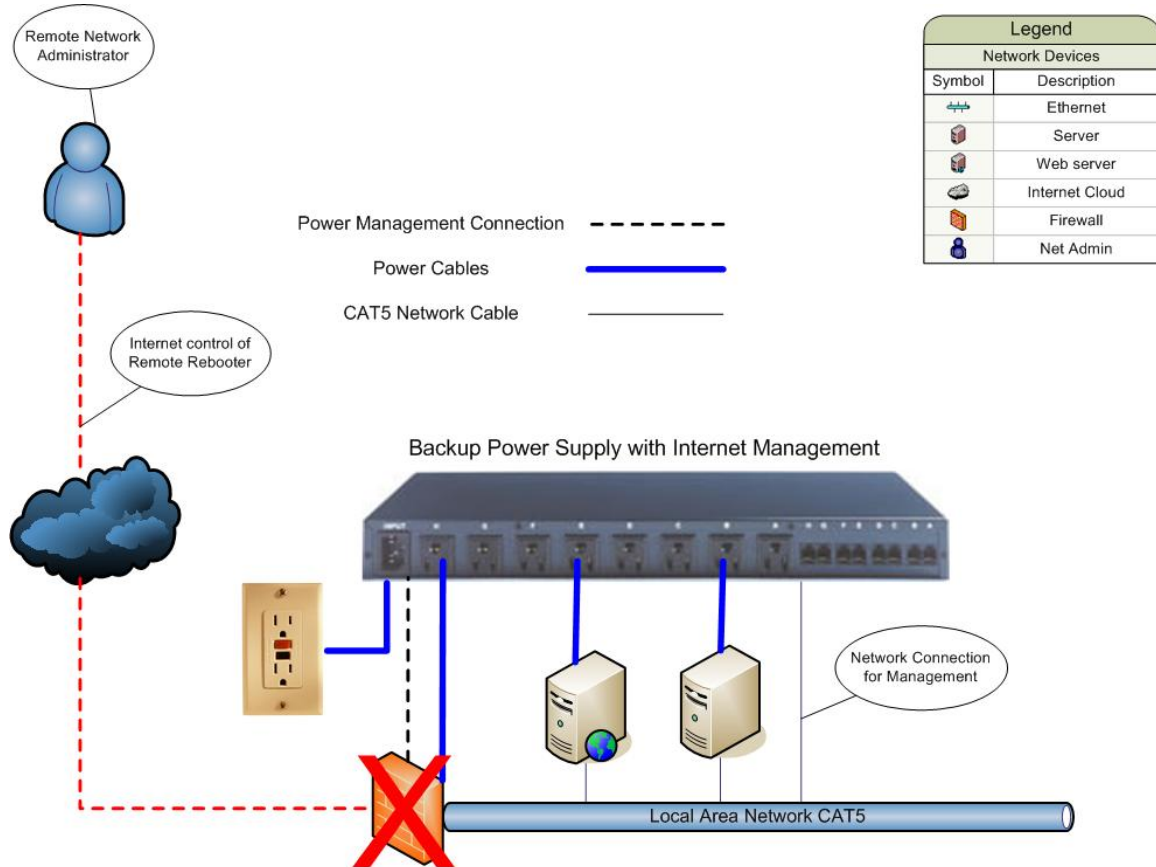 Remote Network
Administrator
Legend
Network Devices
Symbol Description
Ethernet
Server
Web server
Internet Cloud
Firewall
Net Admin
Power Management Connection
Power Cables
CAT5 Network Cable
Internet control of
Remote Rebooter
Backup Power Supply with Internet Management
INPUT
Network Connection
for Management
Local Area Network CAT5